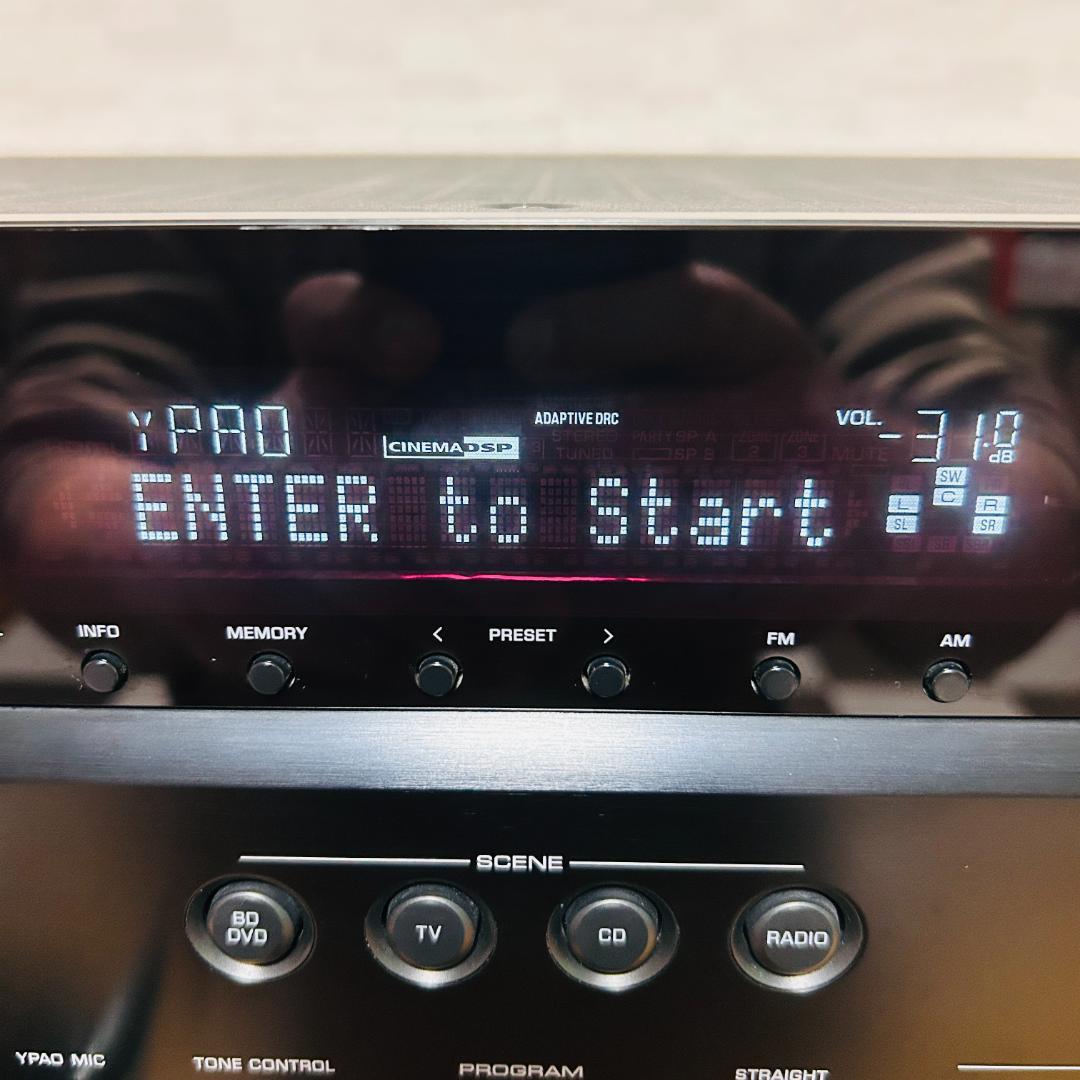 YPAO
CINEMA DSP
ADAPTIVE DRC
VOL.
-31.0
dB
ENTER to Start
SW
L C R
SL SR
INFO
MEMORY
< PRESET >
FM
AM
SCENE
BD
DVD
TV
CD
RADIO
YPAO MIC
TONE CONTROL
PROGRAM
STRAIGHT